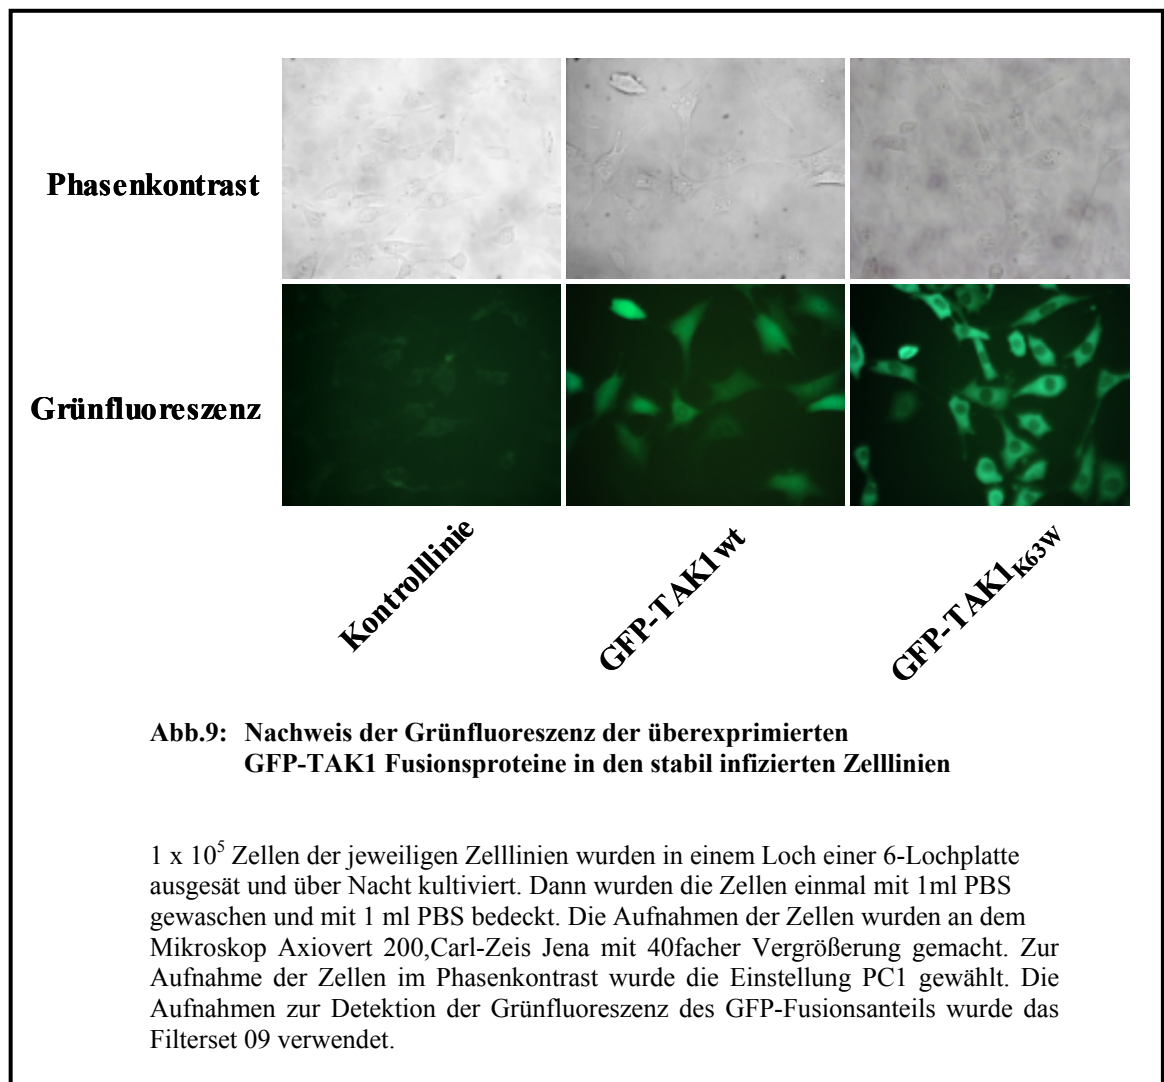 Phasenkontrast
Grünfluoreszenz
Kontrolllinie
GFP-TAK1wt
GFP-TAK1K63W
Abb.9: Nachweis der Grünfluoreszenz der überexprimierten
GFP-TAK1 Fusionsproteine in den stabil infizierten Zelllinien
1 x 10⁵ Zellen der jeweiligen Zelllinien wurden in einem Loch einer 6-Lochplatte
ausgesät und über Nacht kultiviert. Dann wurden die Zellen einmal mit 1ml PBS
gewaschen und mit 1 ml PBS bedeckt. Die Aufnahmen der Zellen wurden an dem
Mikroskop Axiovert 200,Carl-Zeis Jena mit 40facher Vergrößerung gemacht. Zur
Aufnahme der Zellen im Phasenkontrast wurde die Einstellung PC1 gewählt. Die
Aufnahmen zur Detektion der Grünfluoreszenz des GFP-Fusionsanteils wurde das
Filterset 09 verwendet.